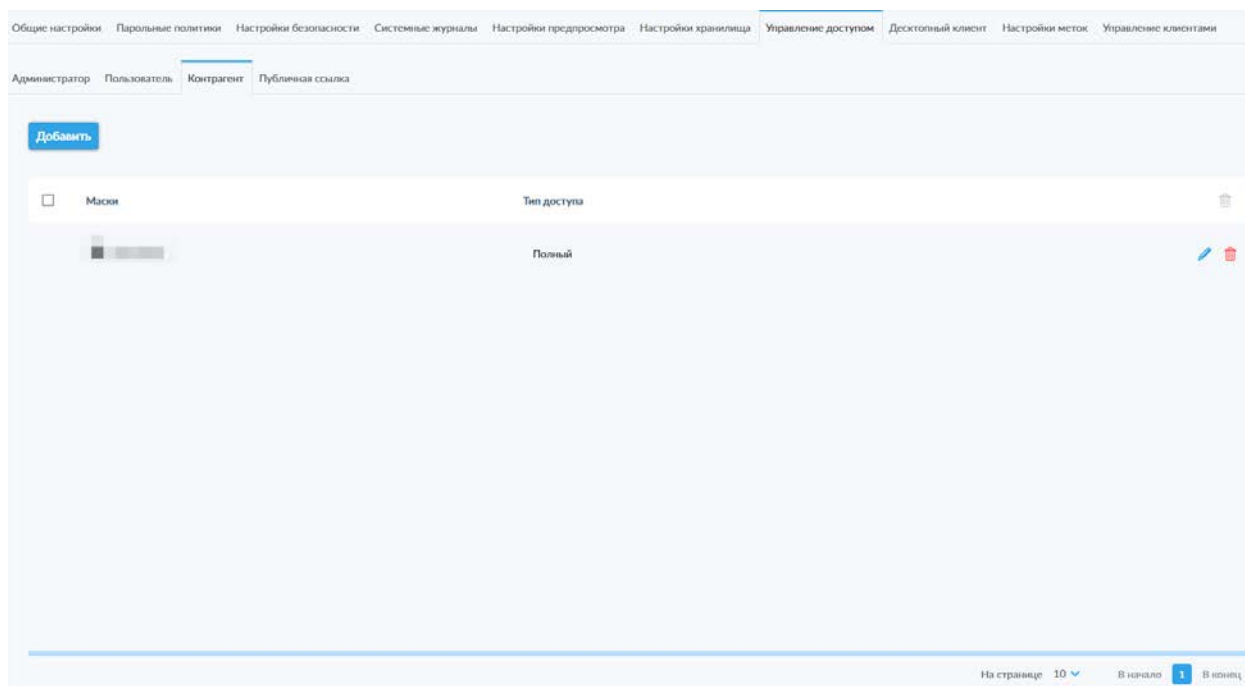 Общие настройки Парольные политики Настройки безопасности Системные журналы Настройки предпросмотра Настройки хранилища Управление доступом Десктопный клиент Настройки меток Управление клиентами
Администратор Пользователь Контрагент Публичная ссылка
Добавить
Маски Тип доступа
Полный
На странице 10 В начало 1 В конец